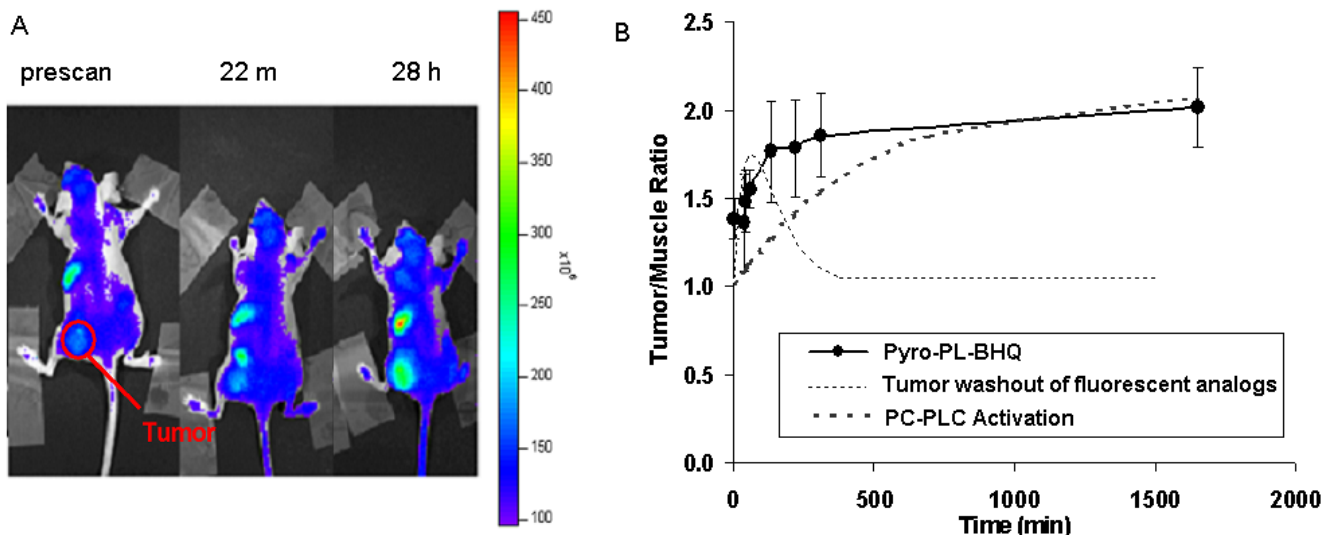 A
prescan
22 m
28 h
Tumor
450
400
350
300
x10⁶
250
200
150
100
B
Tumor/Muscle Ratio
2.5
2.0
1.5
1.0
0.5
0.0
Pyro-PL-BHQ
Tumor washout of fluorescent analogs
PC-PLC Activation
0 500 1000 1500 2000
Time (min)